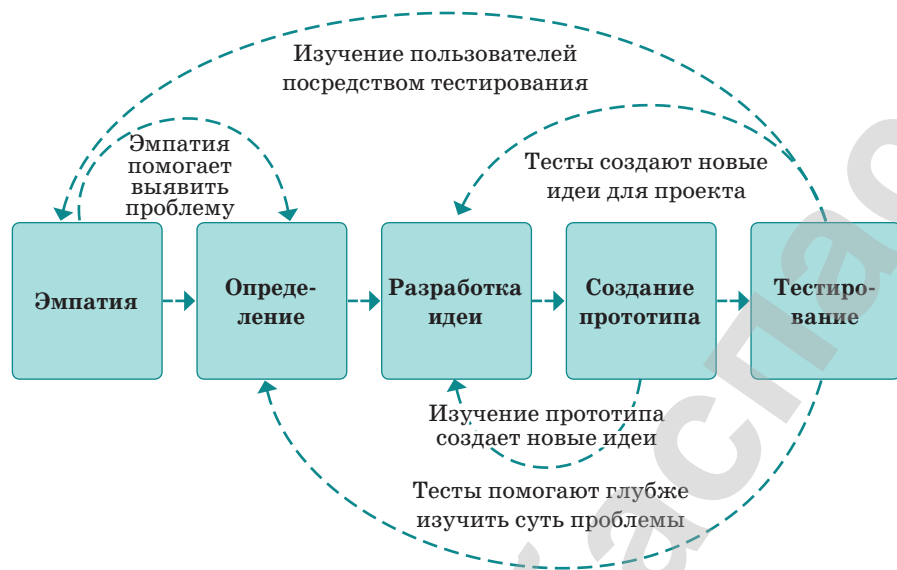 Изучение пользователей
посредством тестирования
Эмпатия
помогает
выявить
проблему
Тесты создают новые
идеи для проекта
Эмпатия
Опреде-
ление
Разработка
идеи
Создание
прототипа
Тестиро-
вание
Изучение прототипа
создает новые идеи
Тесты помогают глубже
изучить суть проблемы